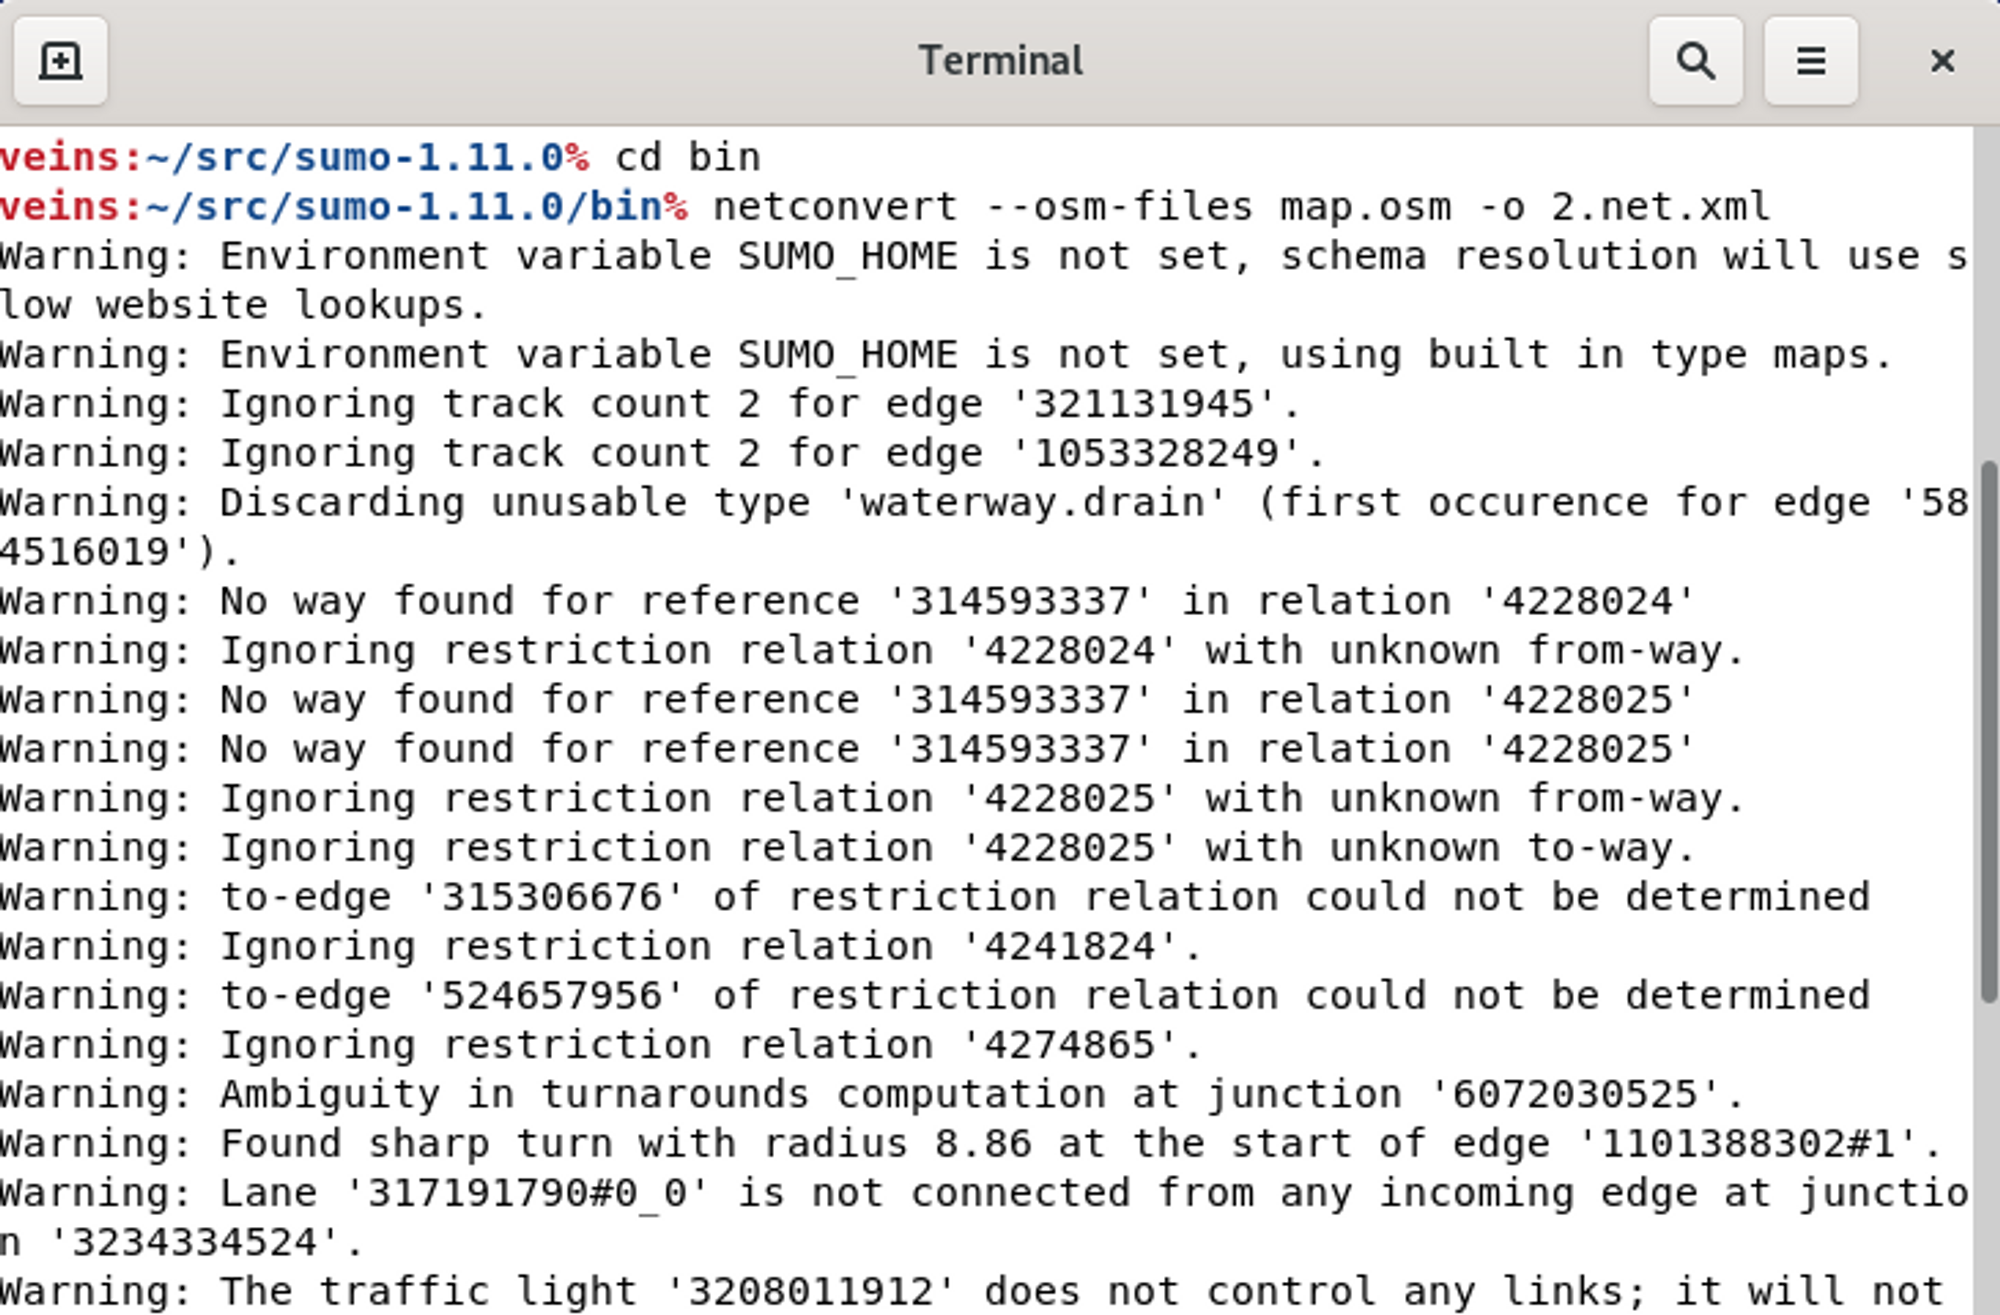 Terminal
veins:~/src/sumo-1.11.0% cd bin
veins:~/src/sumo-1.11.0/bin% netconvert --osm-files map.osm -o 2.net.xml
Warning: Environment variable SUMO_HOME is not set, schema resolution will use s
low website lookups.
Warning: Environment variable SUMO_HOME is not set, using built in type maps.
Warning: Ignoring track count 2 for edge '321131945'.
Warning: Ignoring track count 2 for edge '1053328249'.
Warning: Discarding unusable type 'waterway.drain' (first occurence for edge '58
4516019').
Warning: No way found for reference '314593337' in relation '4228024'
Warning: Ignoring restriction relation '4228024' with unknown from-way.
Warning: No way found for reference '314593337' in relation '4228025'
Warning: No way found for reference '314593337' in relation '4228025'
Warning: Ignoring restriction relation '4228025' with unknown from-way.
Warning: Ignoring restriction relation '4228025' with unknown to-way.
Warning: to-edge '315306676' of restriction relation could not be determined
Warning: Ignoring restriction relation '4241824'.
Warning: to-edge '524657956' of restriction relation could not be determined
Warning: Ignoring restriction relation '4274865'.
Warning: Ambiguity in turnarounds computation at junction '6072030525'.
Warning: Found sharp turn with radius 8.86 at the start of edge '1101388302#1'.
Warning: Lane '317191790#0_0' is not connected from any incoming edge at junctio
n '3234334524'.
Warning: The traffic light '3208011912' does not control any links; it will not